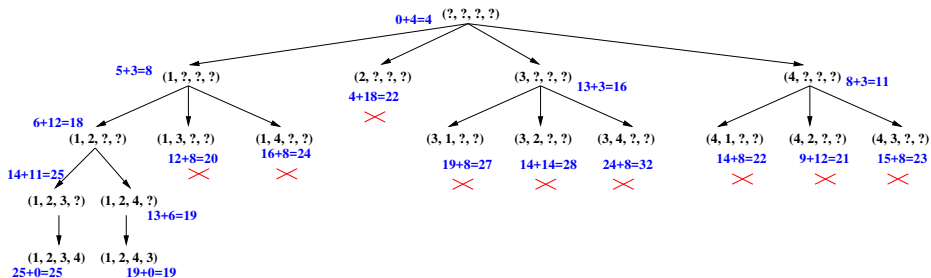 0+4=4 (?, ?, ?, ?)
5+3=8 (1, ?, ?, ?) (2, ?, ?, ?) (3, ?, ?, ?) (4, ?, ?, ?)
4+18=22 13+3=16 8+3=11
6+12=18
(1, 2, ?, ?) (1, 3, ?, ?) (1, 4, ?, ?) (3, 1, ?, ?) (3, 2, ?, ?) (3, 4, ?, ?) (4, 1, ?, ?) (4, 2, ?, ?) (4, 3, ?, ?)
12+8=20 16+8=24 19+8=27 14+14=28 24+8=32 14+8=22 9+12=21 15+8=23
14+11=25
(1, 2, 3, ?) (1, 2, 4, ?)
13+6=19
(1, 2, 3, 4) (1, 2, 4, 3)
25+0=25 19+0=19